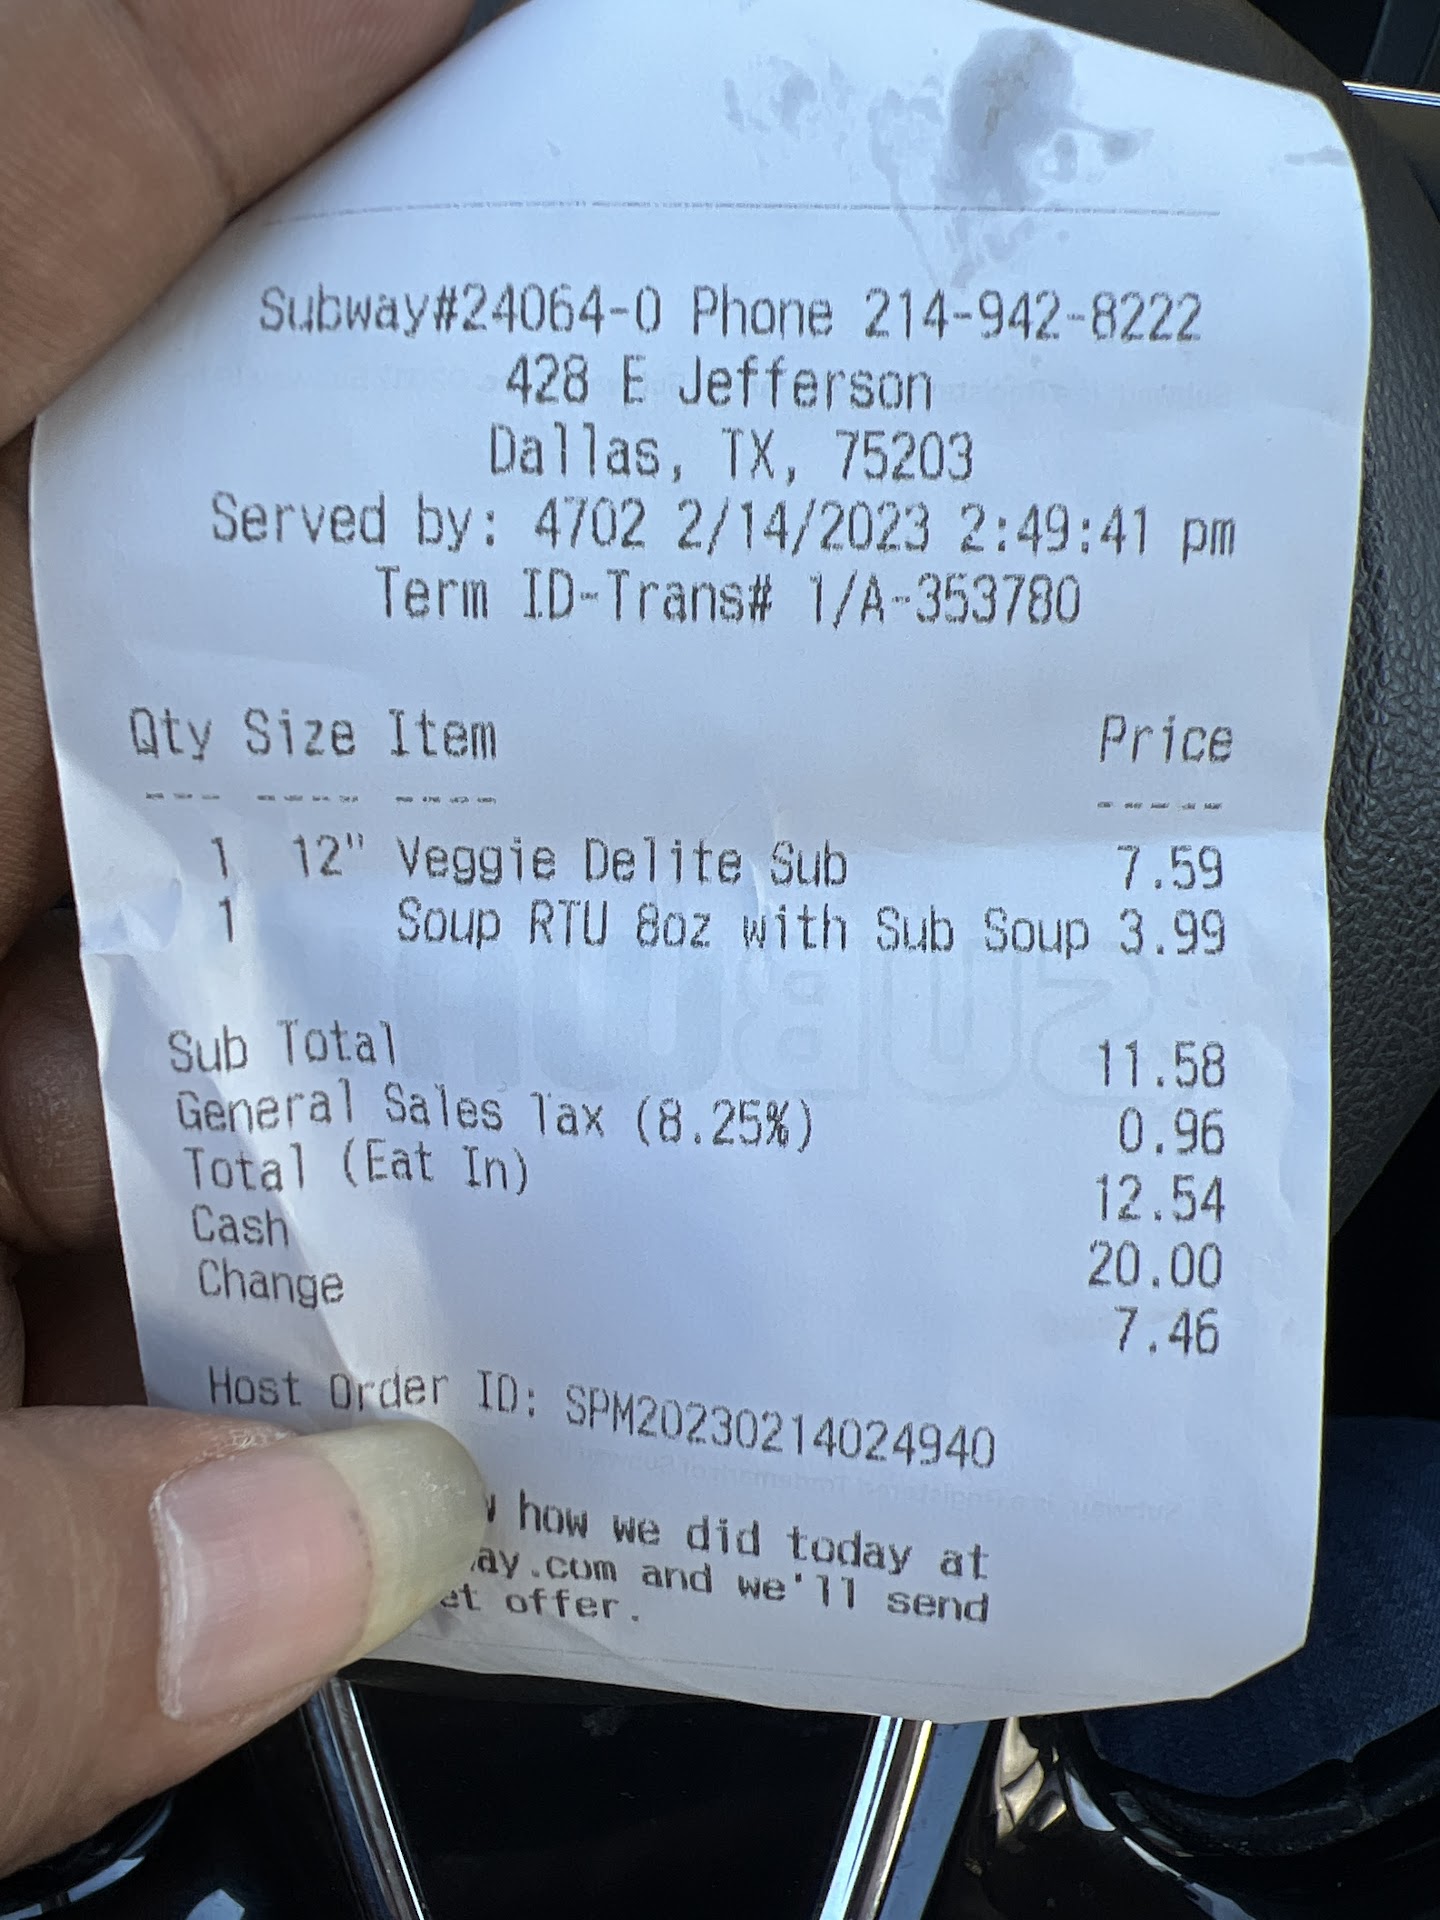 Subway#24064-0 Phone 214-942-8222
428 E Jefferson
Dallas, TX, 75203
Served by: 4702 2/14/2023 2:49:41 pm
Term ID-Trans# 1/A-353780
Qty Size Item Price
--- ---- ---- -----
1 12" Veggie Delite Sub 7.59
1 Soup RTU 8oz with Sub Soup 3.99
Sub Total 11.58
General Sales Tax (8.25%) 0.96
Total (Eat In) 12.54
Cash 20.00
Change 7.46
Host Order ID: SPM20230214024940
how we did today at
and we'll send
offer.